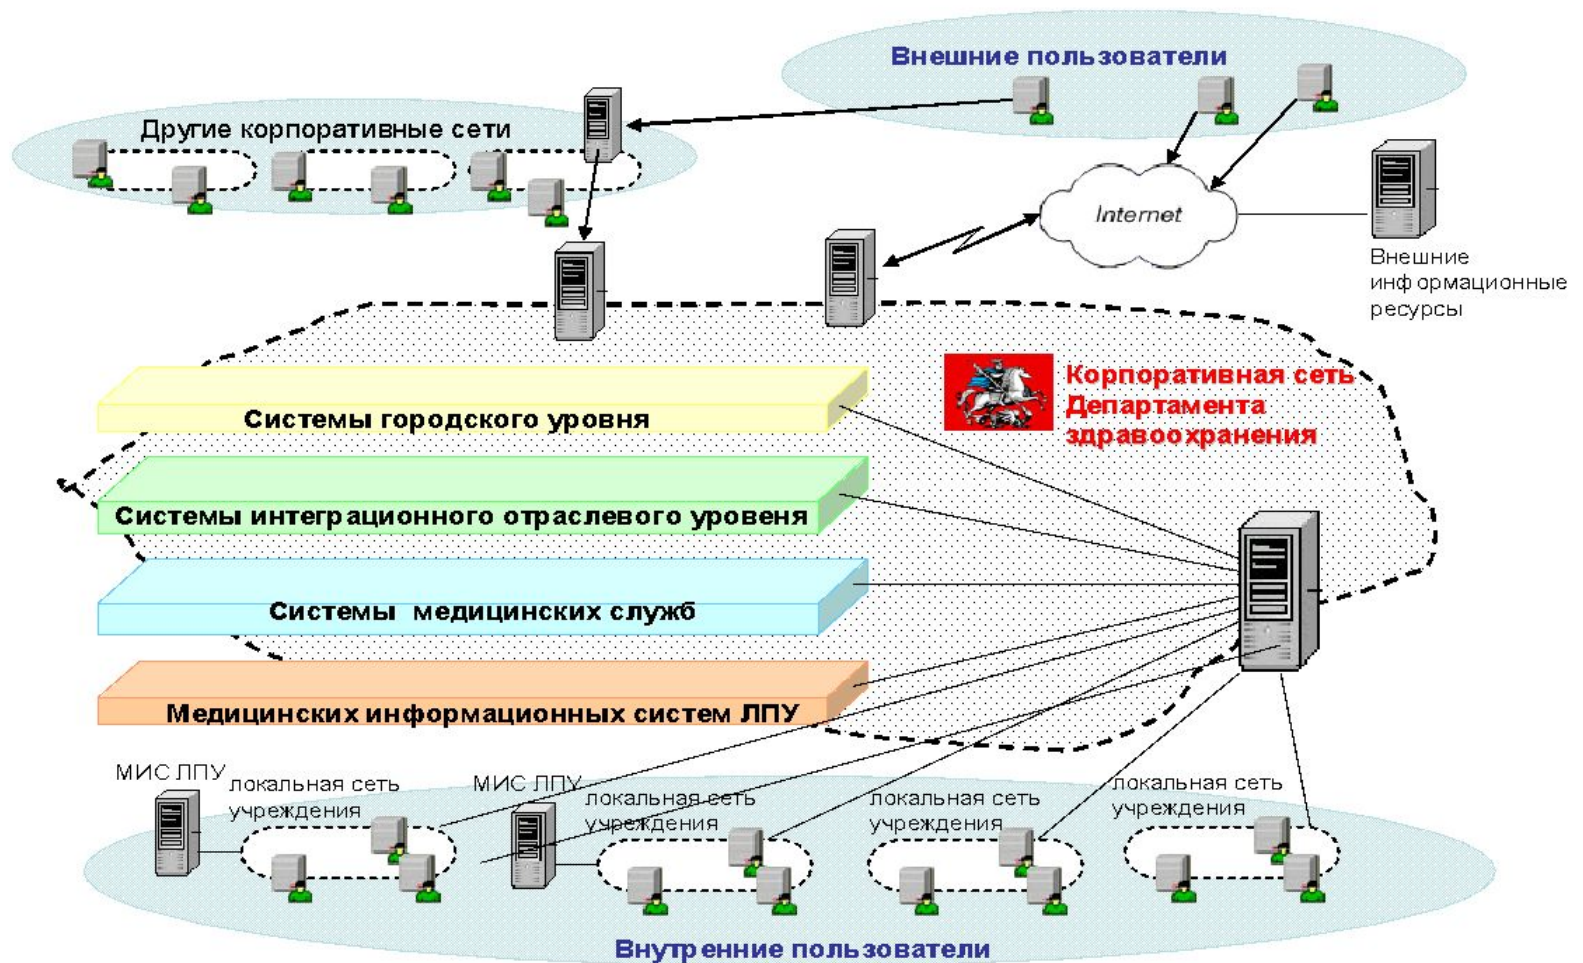 Внешние пользователи
Другие корпоративные сети
Internet
Внешние
информационные
ресурсы
Корпоративная сеть
Департамента
здравоохранения
Системы городского уровня
Системы интеграционного отраслевого уровеня
Системы медицинских служб
Медицинских информационных систем ЛПУ
МИС ЛПУ
локальная сеть
учреждения
МИС ЛПУ
локальная сеть
учреждения
локальная сеть
учреждения
локальная сеть
учреждения
Внутренние пользователи